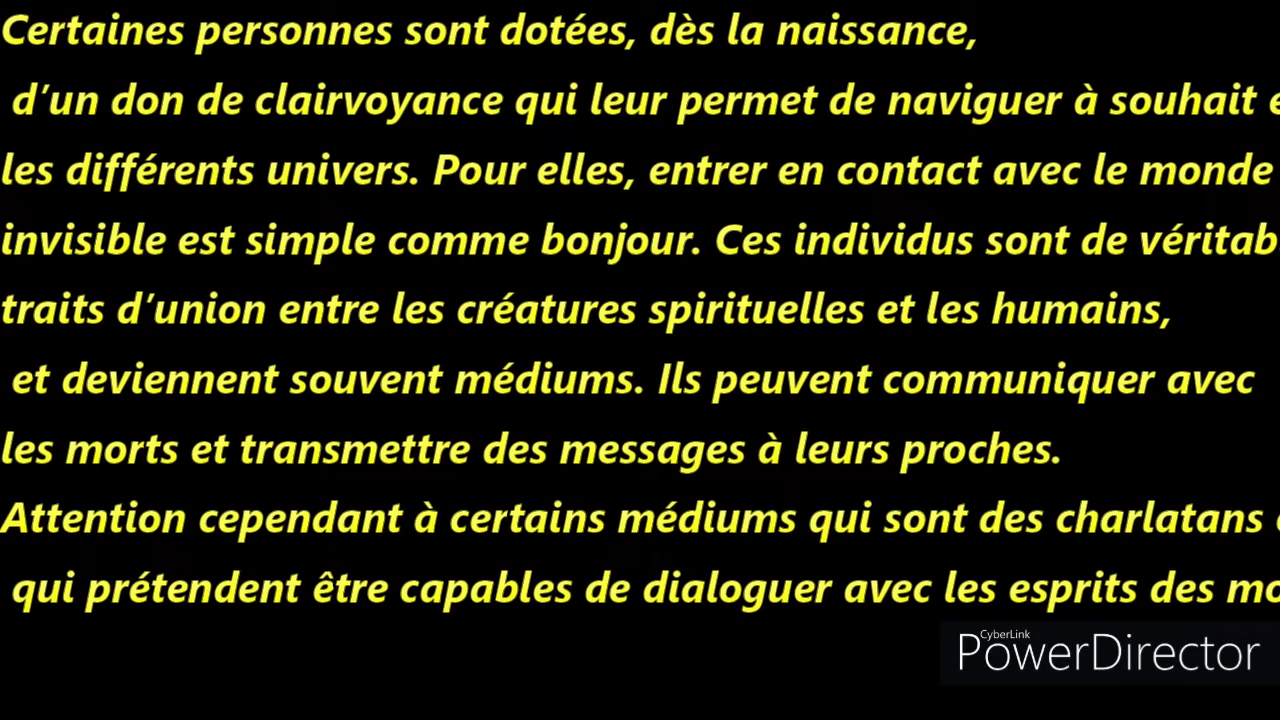 Certaines personnes sont dotées, dès la naissance,
d’un don de clairvoyance qui leur permet de naviguer à souhait
les différents univers. Pour elles, entrer en contact avec le monde
invisible est simple comme bonjour. Ces individus sont de
traits d’union entre les créatures spirituelles et les humains,
et deviennent souvent médiums. Ils peuvent communiquer avec
les morts et transmettre des messages à leurs proches.
Attention cependant à certains médiums qui sont des charlatans
qui prétendent être capables de dialoguer avec les esprits des
CyberLink
PowerDirector